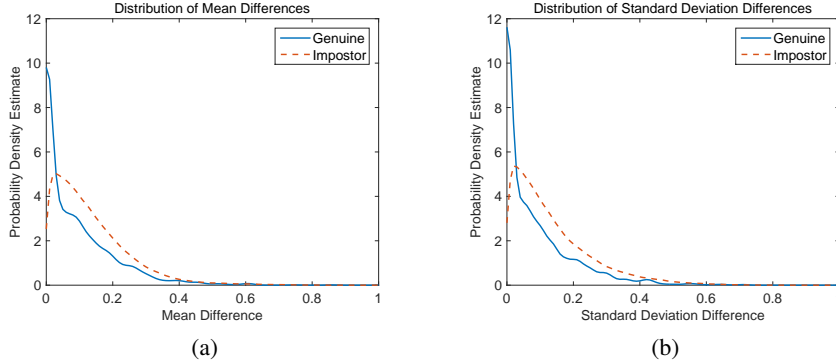 Distribution of Mean Differences
12
10
8
6
4
2
0
Probability Density Estimate
Genuine
Impostor
0 0.2 0.4 0.6 0.8 1
Mean Difference
(a)
Distribution of Standard Deviation Differences
12
10
8
6
4
2
0
Probability Density Estimate
Genuine
Impostor
0 0.2 0.4 0.6 0.8
Standard Deviation Difference
(b)